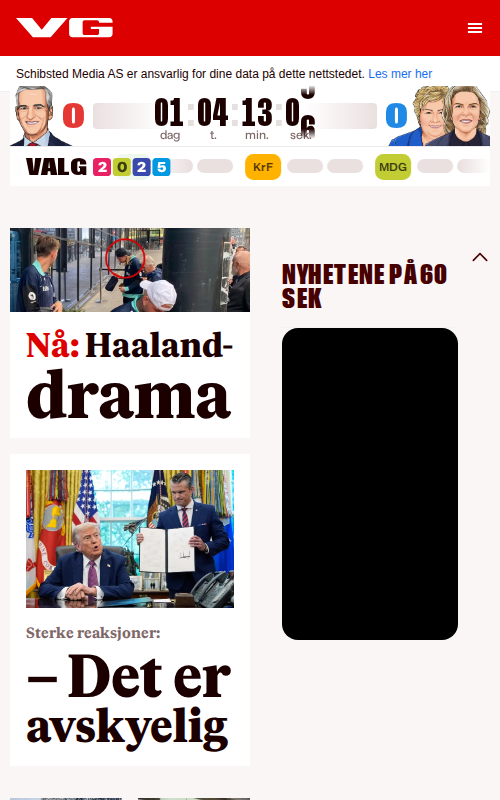 VG
Schibsted Media AS er ansvarlig for dine data på dette nettstedet. Les mer her
0 01:04:13:0 0
dag t. min. sek.
VALG 2025 KrF MDG
NYHETENE PÅ 60
SEK
Nå: Haaland-
drama
Sterke reaksjoner:
– Det er
avskyelig